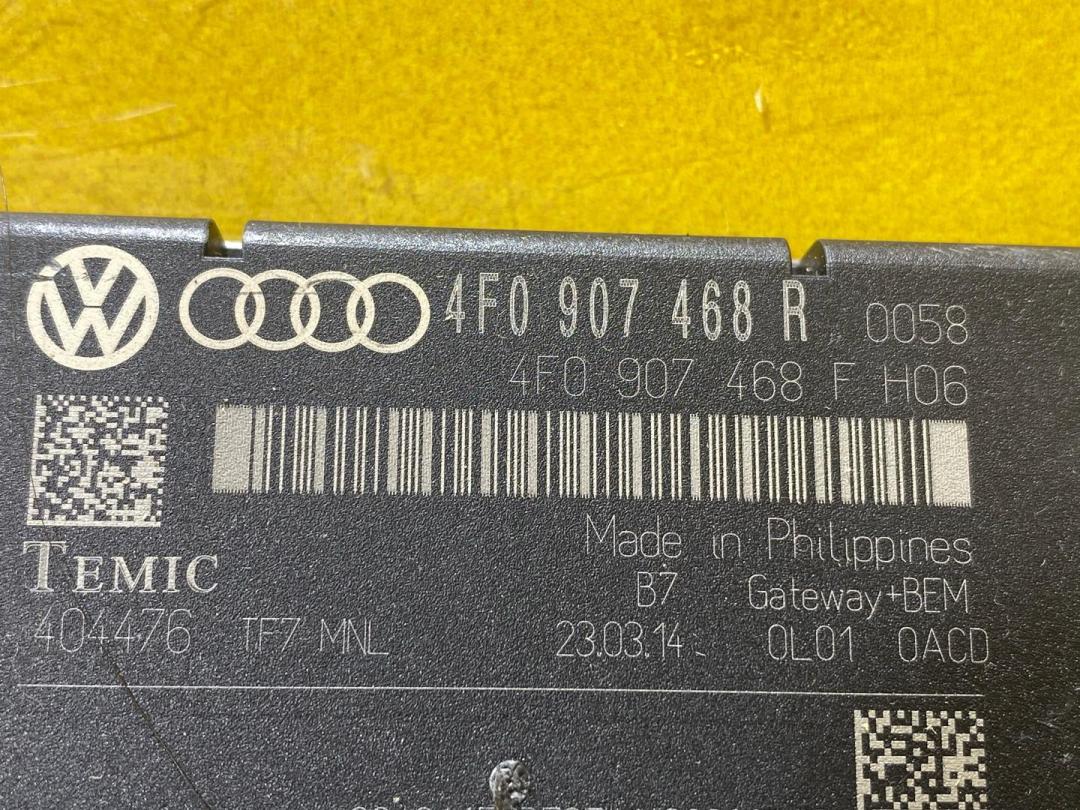 4F0 907 468 R 0058
4F0 907 468 F H06
Made in Philippines
TEMIC
B7 Gateway+BEM
404476 TF7 MNL 23.03.14 0L01 0ACD